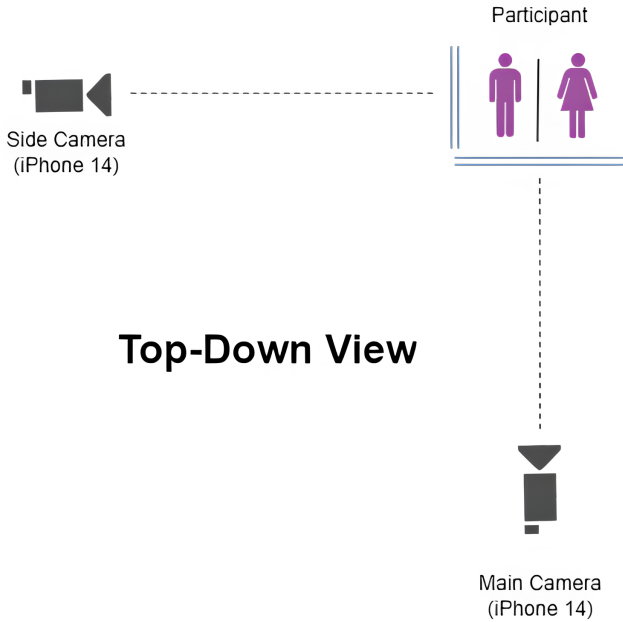 Participant
Side Camera
(iPhone 14)
Top-Down View
Main Camera
(iPhone 14)